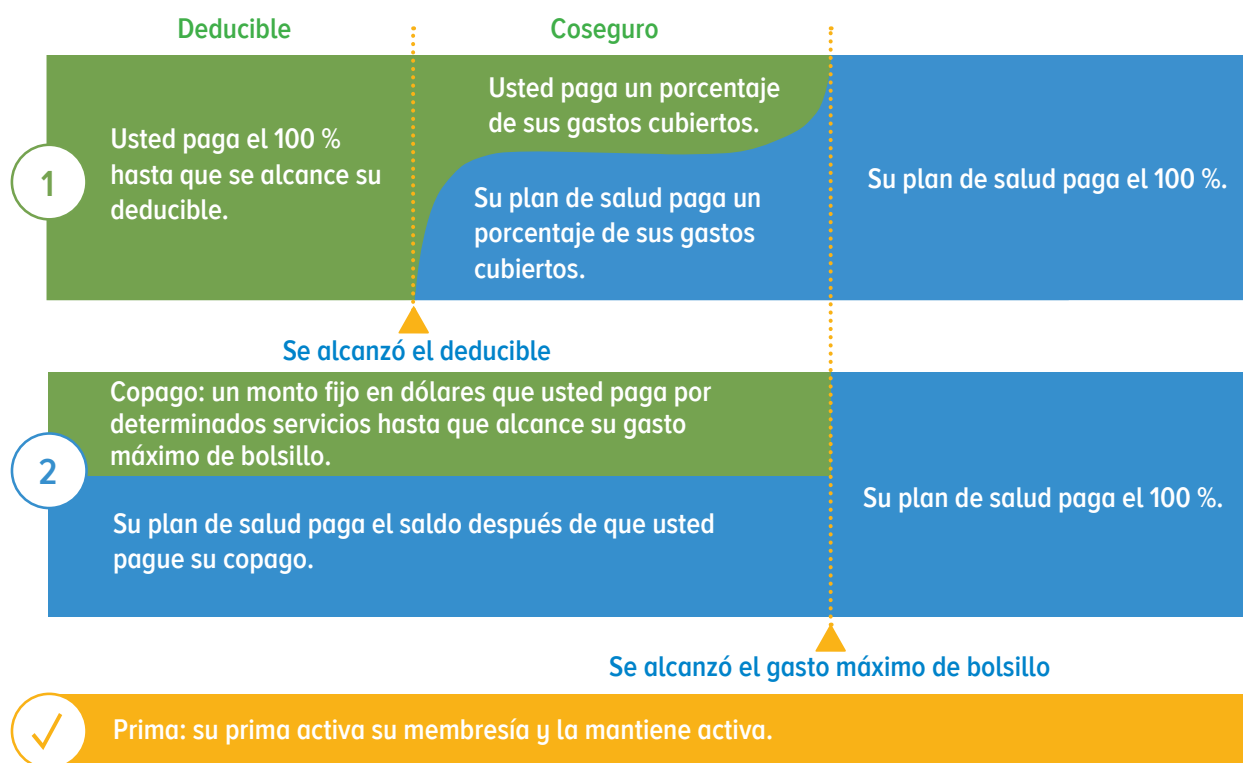 Deducible
Coseguro
1
Usted paga el 100 %
hasta que se alcance su
deducible.
Usted paga un porcentaje
de sus gastos cubiertos.
Su plan de salud paga un
porcentaje de sus gastos
cubiertos.
Su plan de salud paga el 100 %.
Se alcanzó el deducible
2
Copago: un monto fijo en dólares que usted paga por
determinados servicios hasta que alcance su gasto
máximo de bolsillo.
Su plan de salud paga el saldo después de que usted
pague su copago.
Su plan de salud paga el 100 %.
Se alcanzó el gasto máximo de bolsillo
Prima: su prima activa su membresía y la mantiene activa.